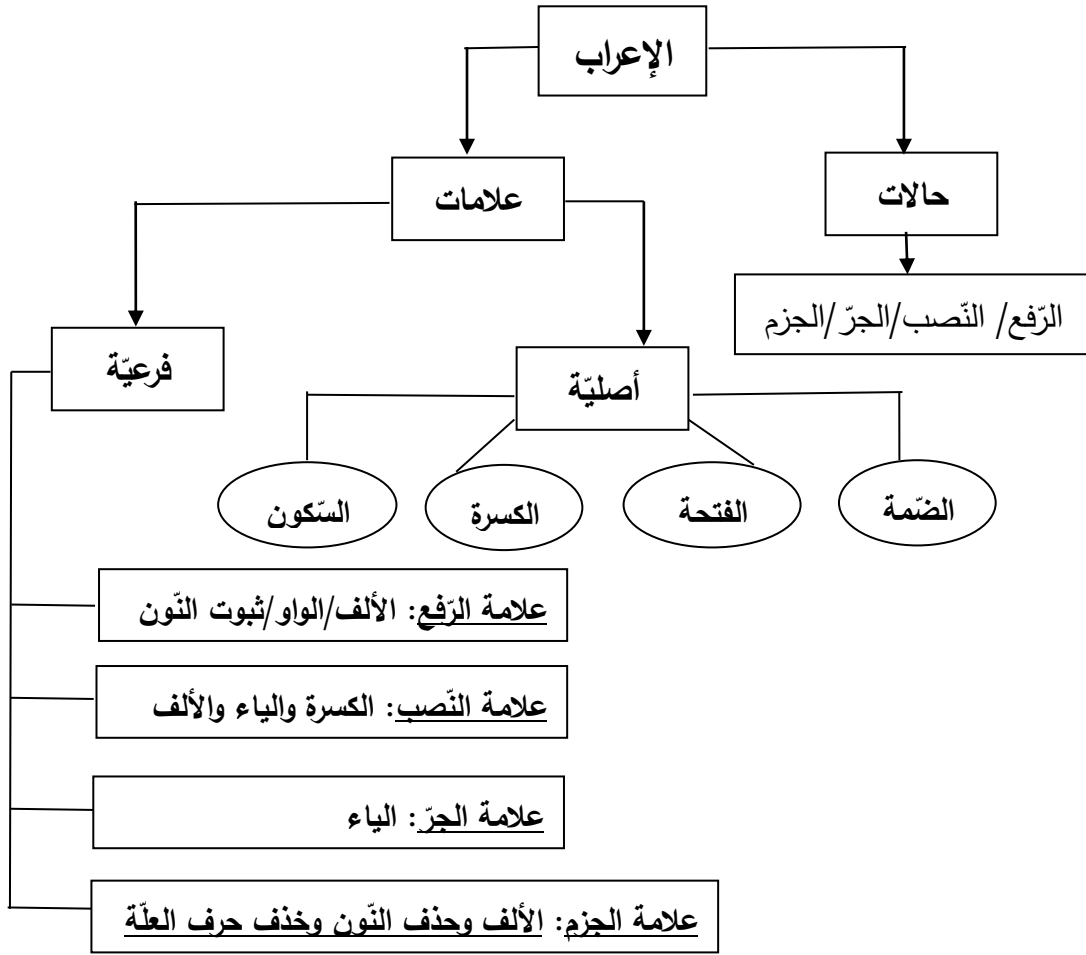 الإعراب
حالات
علامات
الرّفع/ النّصب/الجرّ/الجزم
فرعيّة
أصليّة
الضّمة
الفتحة
الكسرة
السّكون
علامة الرّفع: الألف/الواو/ثبوت النّون
علامة النّصب: الكسرة والياء والألف
علامة الجرّ: الياء
علامة الجزم: الألف وحذف النّون وخذف حرف العلّة